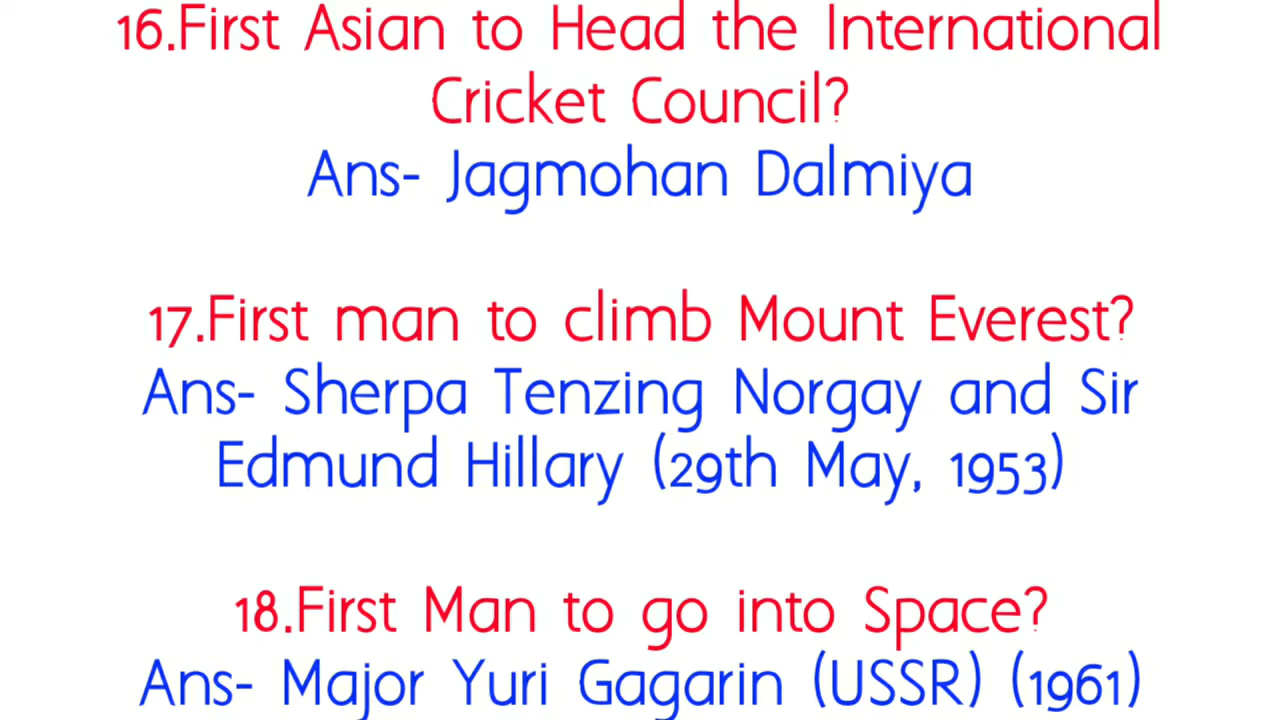 16.First Asian to Head the International
Cricket Council?
Ans- Jagmohan Dalmiya
17.First man to climb Mount Everest?
Ans- Sherpa Tenzing Norgay and Sir
Edmund Hillary (29th May, 1953)
18.First Man to go into Space?
Ans- Major Yuri Gagarin (USSR) (1961)